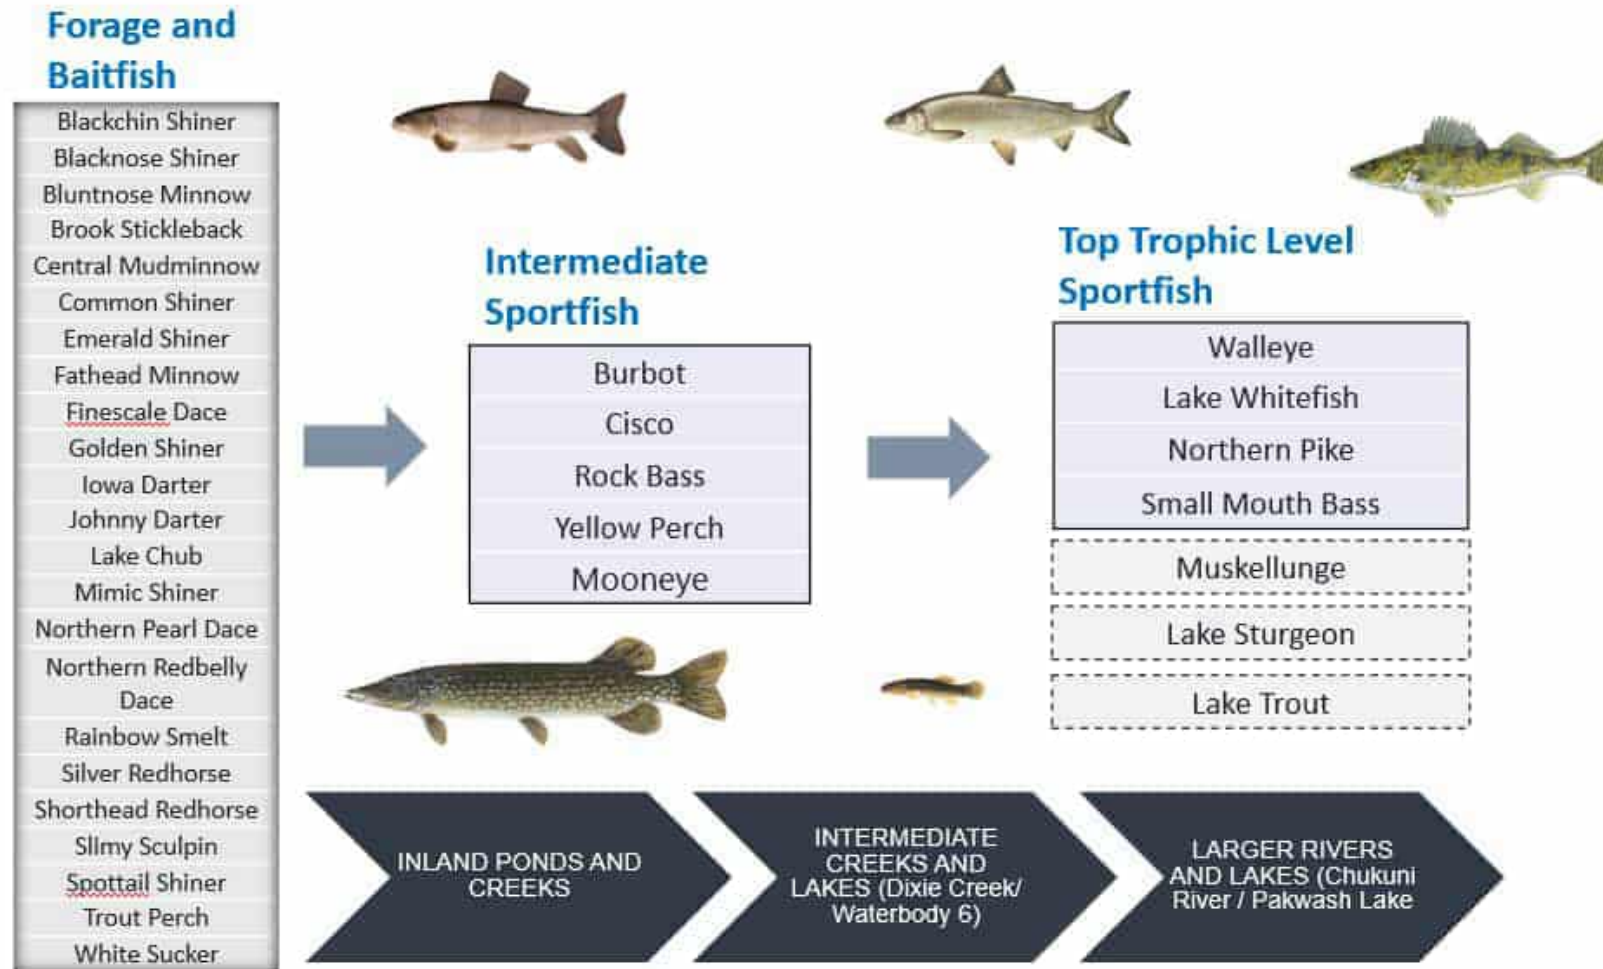 Forage and
Baitfish
Blackchin Shiner
Blacknose Shiner
Bluntnose Minnow
Brook Stickleback
Central Mudminnow
Common Shiner
Emerald Shiner
Fathead Minnow
Finescale Dace
Golden Shiner
Iowa Darter
Johnny Darter
Lake Chub
Mimic Shiner
Northern Pearl Dace
Northern Redbelly
Dace
Rainbow Smelt
Silver Redhorse
Shorthead Redhorse
Slimy Sculpin
Spottail Shiner
Trout Perch
White Sucker
Intermediate
Sportfish
Burbot
Cisco
Rock Bass
Yellow Perch
Mooneye
Top Trophic Level
Sportfish
Walleye
Lake Whitefish
Northern Pike
Small Mouth Bass
Muskellunge
Lake Sturgeon
Lake Trout
INLAND PONDS AND
CREEKS
INTERMEDIATE
CREEKS AND
LAKES (Dixie Creek/
Waterbody 6)
LARGER RIVERS
AND LAKES (Chukuni
River / Pakwash Lake